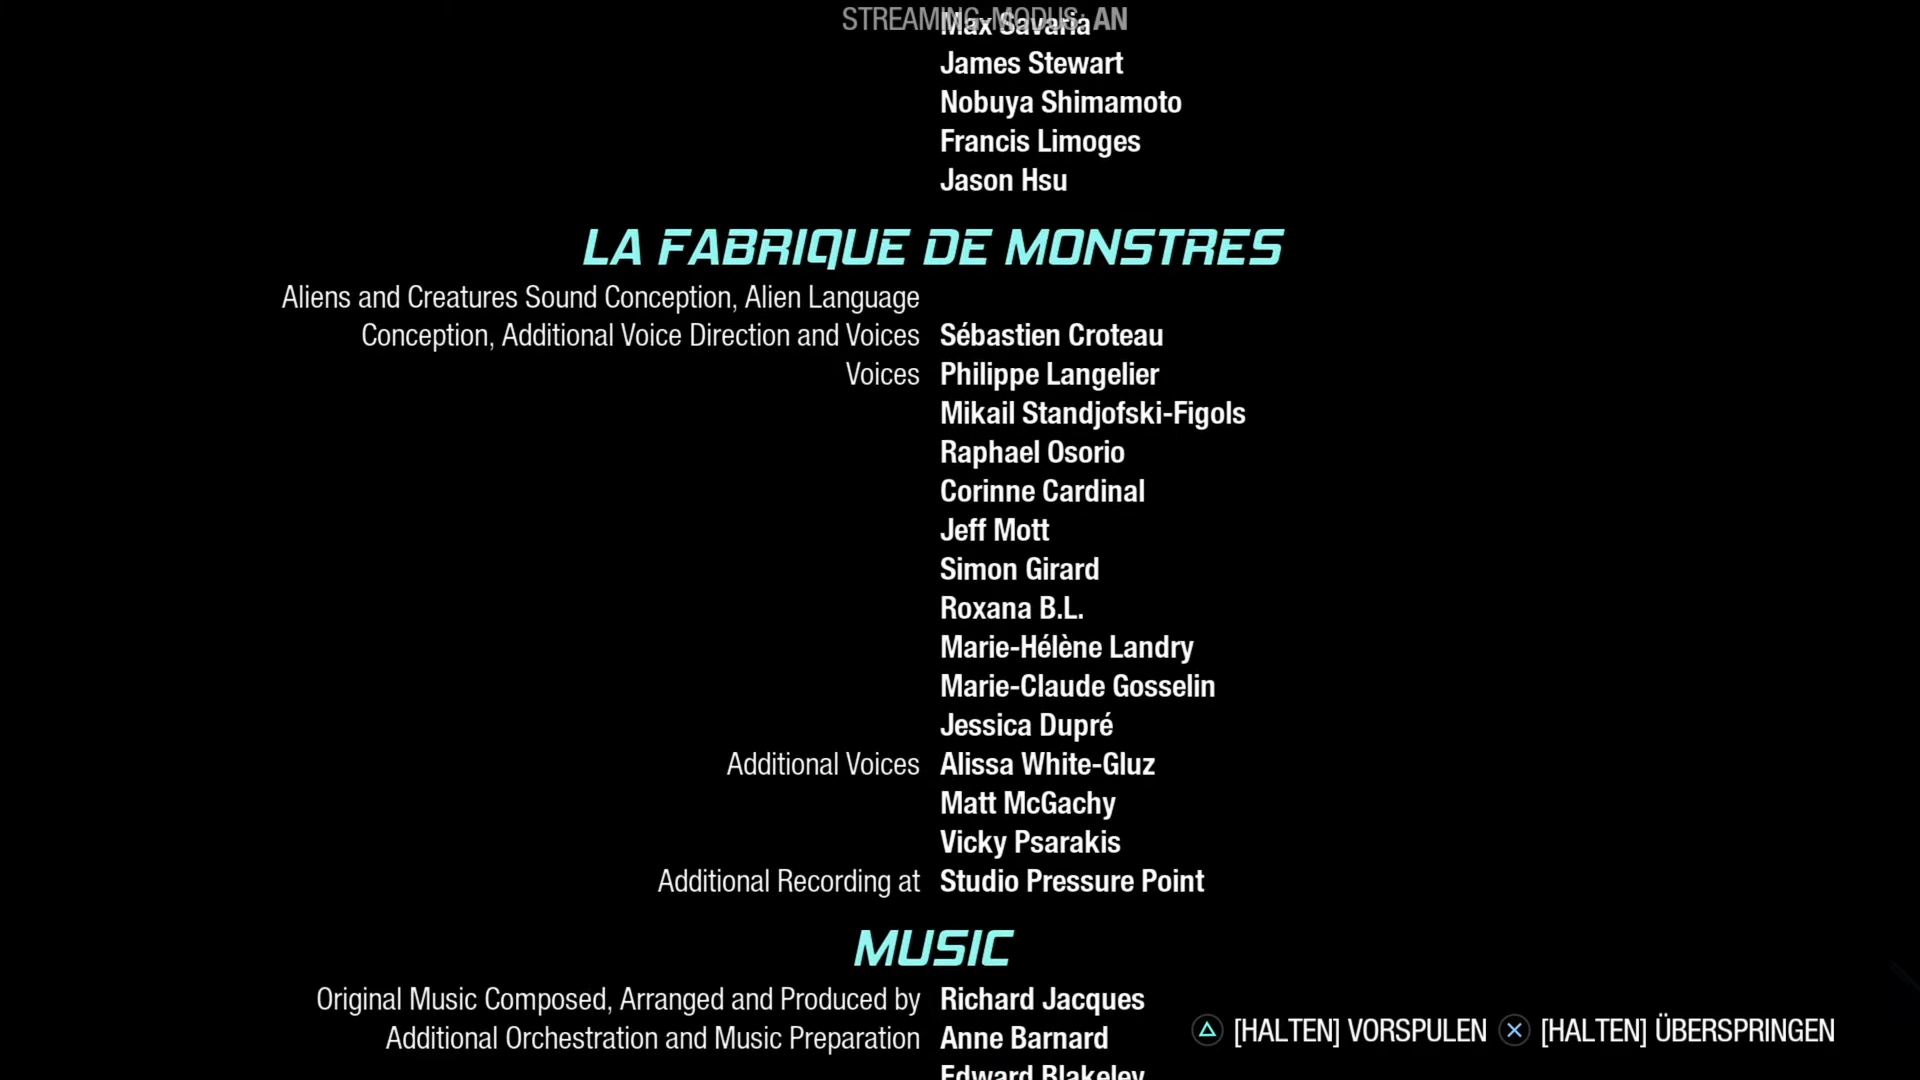 STREAMING-MODUS: AN
Max Savaria
James Stewart
Nobuya Shimamoto
Francis Limoges
Jason Hsu
LA FABRIQUE DE MONSTRES
Aliens and Creatures Sound Conception, Alien Language
Conception, Additional Voice Direction and Voices Sébastien Croteau
Voices Philippe Langelier
Mikail Standjofski-Figols
Raphael Osorio
Corinne Cardinal
Jeff Mott
Simon Girard
Roxana B.L.
Marie-Hélène Landry
Marie-Claude Gosselin
Jessica Dupré
Additional Voices Alissa White-Gluz
Matt McGachy
Vicky Psarakis
Additional Recording at Studio Pressure Point
MUSIC
Original Music Composed, Arranged and Produced by Richard Jacques
Additional Orchestration and Music Preparation Anne Barnard
[HALTEN] VORSPULEN [HALTEN] ÜBERSPRINGEN
Edward Blakeley